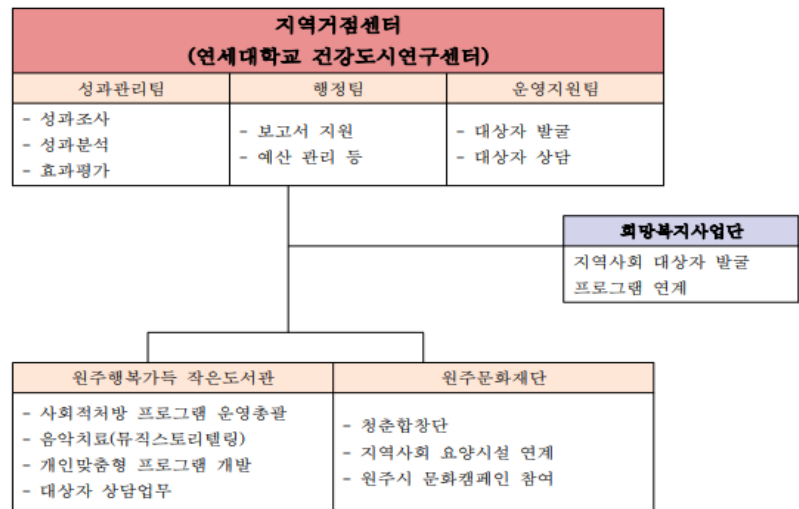 지역거점센터
(연세대학교 건강도시연구센터)
성과관리팀
행정팀
운영지원팀
- 성과조사
- 성과분석
- 효과평가
- 보고서 지원
- 예산 관리 등
- 대상자 발굴
- 대상자 상담
희망복지사업단
지역사회 대상자 발굴
프로그램 연계
원주행복가득 작은도서관
원주문화재단
- 사회적처방 프로그램 운영총괄
- 음악치료(뮤직스토리텔링)
- 개인맞춤형 프로그램 개발
- 대상자 상담업무
- 청춘합창단
- 지역사회 요양시설 연계
- 원주시 문화캠페인 참여